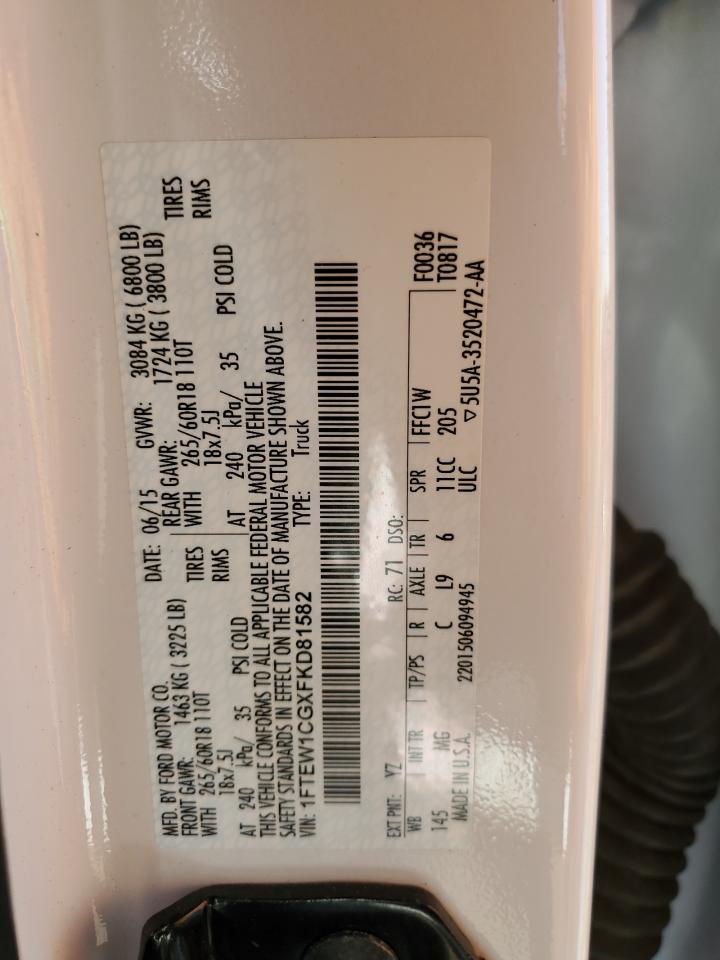 MFD. BY FORD MOTOR CO.
DATE: 06/15 GVWR: 3084 KG ( 6800 LB)
FRONT GAWR: 1463 KG ( 3225 LB) REAR GAWR: 1724 KG ( 3800 LB)
WITH 265/60R18 110T TIRES WITH 265/60R18 110T TIRES
18x7.5J RIMS 18x7.5J RIMS
AT 240 kPa/ 35 PSI COLD AT 240 kPa/ 35 PSI COLD
THIS VEHICLE CONFORMS TO ALL APPLICABLE FEDERAL MOTOR VEHICLE
SAFETY STANDARDS IN EFFECT ON THE DATE OF MANUFACTURE SHOWN ABOVE.
VIN: 1FTEW1CGXFKD81582 TYPE: Truck
EXT PNT: YZ RC: 71 DSO:
WB INT TR TP/PS R AXLE TR SPR FFC1W F0036
145 MG C L9 6 11CC 205 T0817
MADE IN U.S.A. 2201506094945 ULC ▽5U5A-3520472-AA